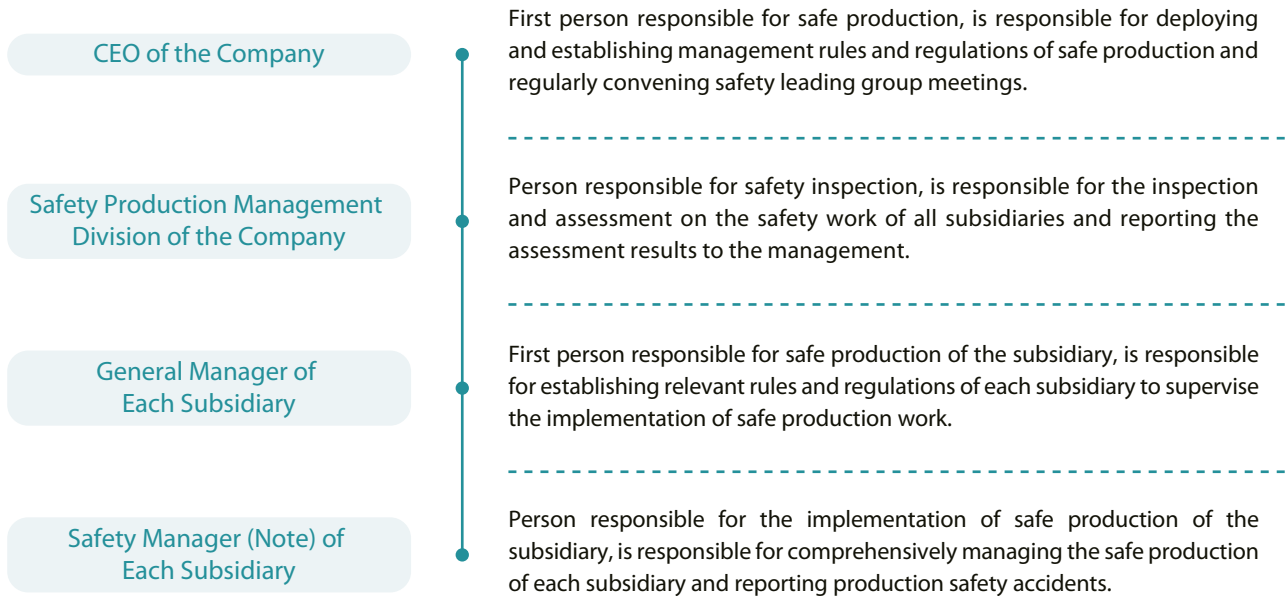 CEO of the Company
First person responsible for safe production, is responsible for deploying
and establishing management rules and regulations of safe production and
regularly convening safety leading group meetings.
Safety Production Management
Division of the Company
Person responsible for safety inspection, is responsible for the inspection
and assessment on the safety work of all subsidiaries and reporting the
assessment results to the management.
General Manager of
Each Subsidiary
First person responsible for safe production of the subsidiary, is responsible
for establishing relevant rules and regulations of each subsidiary to supervise
the implementation of safe production work.
Safety Manager (Note) of
Each Subsidiary
Person responsible for the implementation of safe production of the
subsidiary, is responsible for comprehensively managing the safe production
of each subsidiary and reporting production safety accidents.